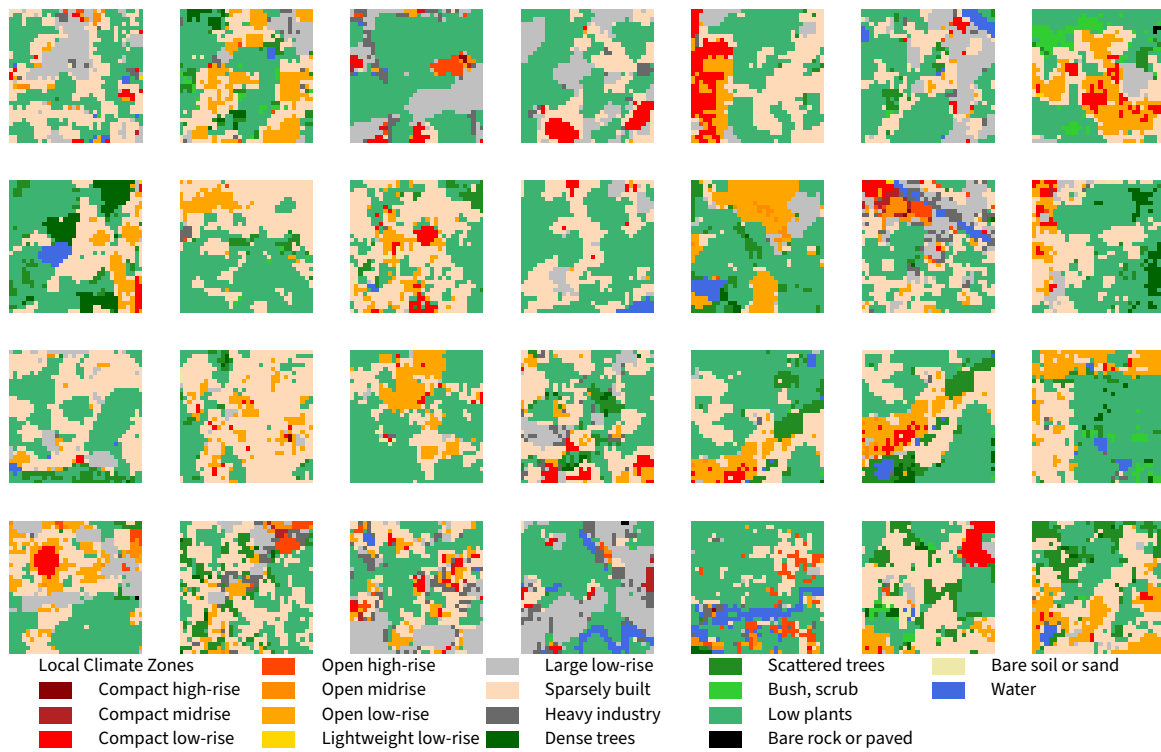 Local Climate Zones
Compact high-rise
Compact midrise
Compact low-rise
Open high-rise
Open midrise
Open low-rise
Lightweight low-rise
Large low-rise
Sparsely built
Heavy industry
Dense trees
Scattered trees
Bush, scrub
Low plants
Bare rock or paved
Bare soil or sand
Water